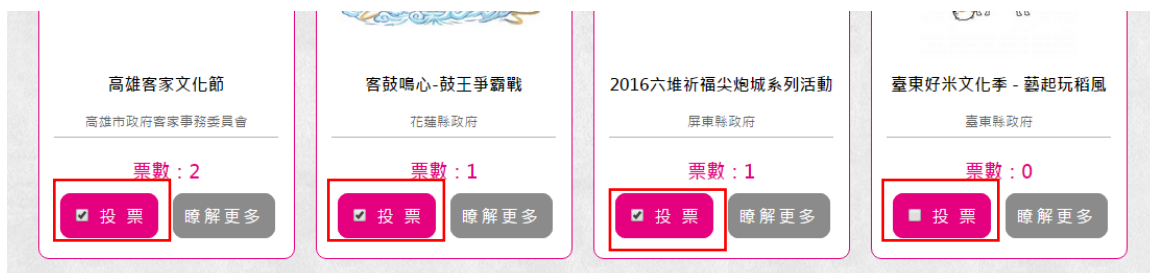 高雄客家文化節
高雄市政府客家事務委員會
票數：2
投 票
瞭解更多
客鼓鳴心-鼓王爭霸戰
花蓮縣政府
票數：1
投 票
瞭解更多
2016六堆祈福尖炮城系列活動
屏東縣政府
票數：1
投 票
瞭解更多
臺東好米文化季 - 藝起玩稻風
臺東縣政府
票數：0
投 票
瞭解更多